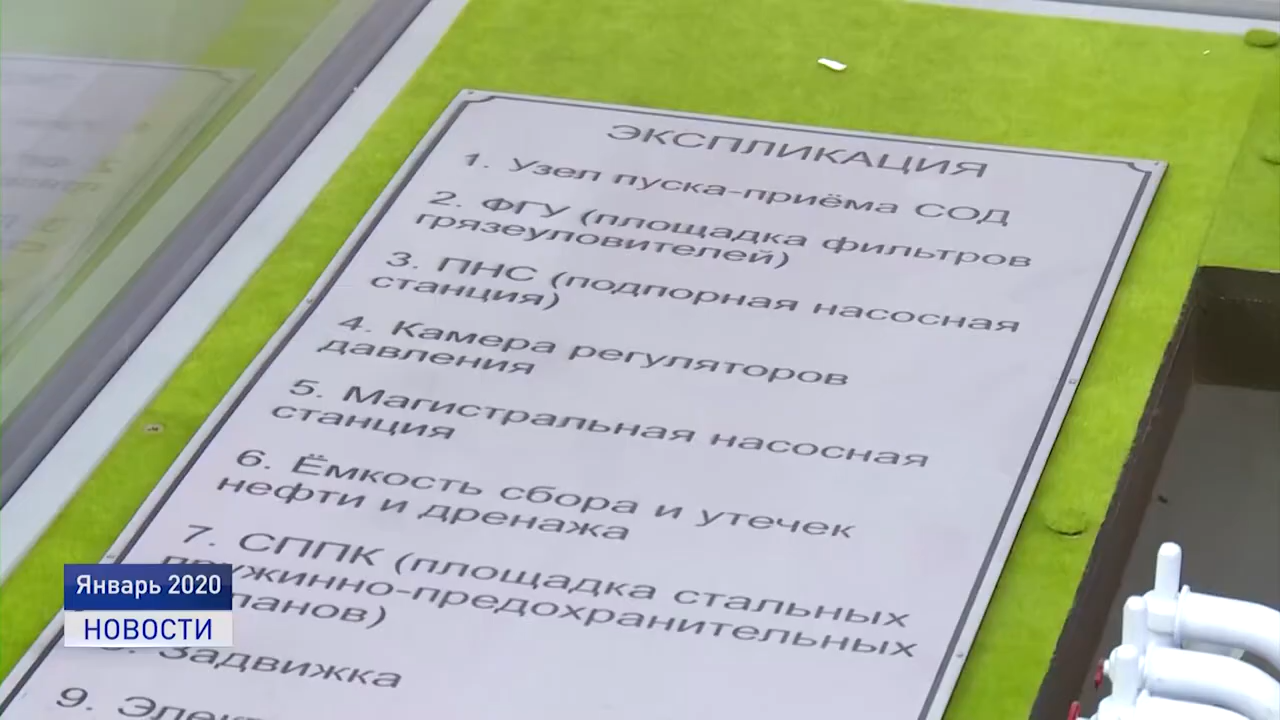 ЭКСПЛИКАЦИЯ
1. Узел пуска-приёма СОД
2. ФГУ (площадка фильтров
грязеуловителей)
3. ПНС (подпорная насосная
станция)
4. Камера регуляторов
давления
5. Магистральная насосная
станция
6. Ёмкость сбора и утечек
нефти и дренажа
7. СППК (площадка стальных
пружинно-предохранительных
8. Задвижка
9.
Январь 2020
НОВОСТИ